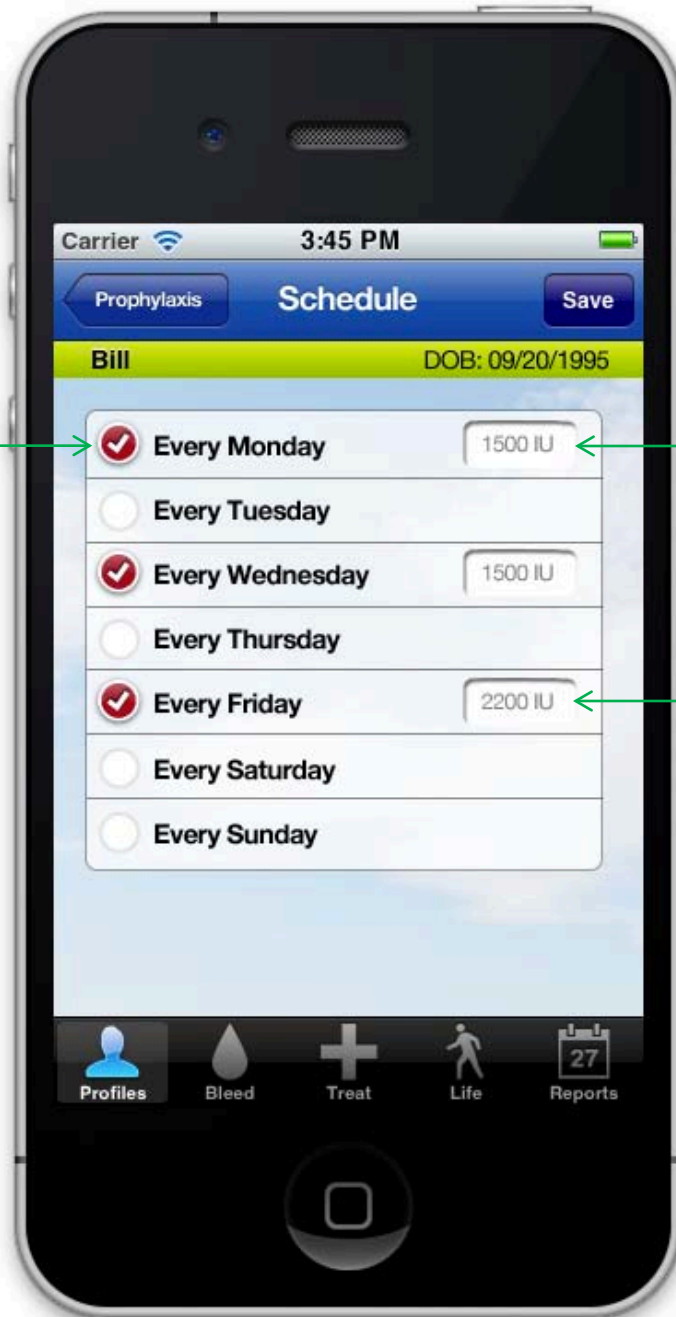 Carrier 3:45 PM
Prophylaxis Schedule Save
Bill DOB: 09/20/1995
Every Monday 1500 IU
Every Tuesday
Every Wednesday 1500 IU
Every Thursday
Every Friday 2200 IU
Every Saturday
Every Sunday
27
Profiles Bleed Treat Life Reports